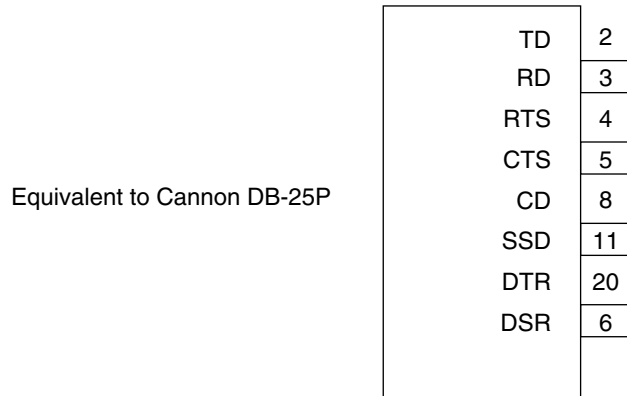 TD 2
RD 3
RTS 4
CTS 5
Equivalent to Cannon DB-25P
CD 8
SSD 11
DTR 20
DSR 6